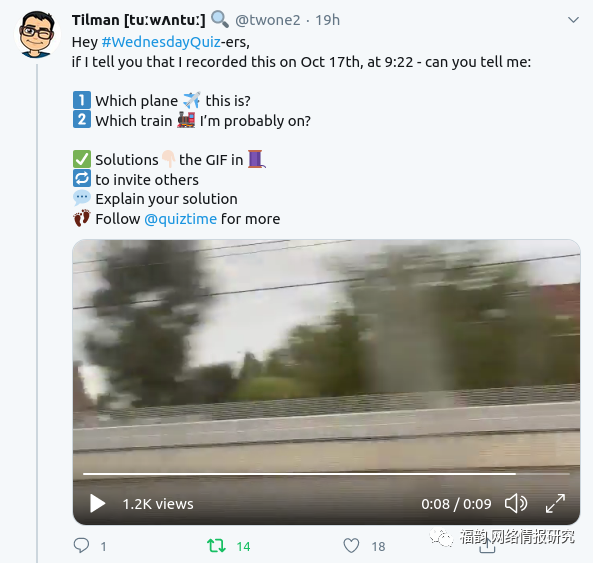 Tilman [tuːwʌntuː] 🔍 @twone2 · 19h
Hey #WednesdayQuiz-ers,
if I tell you that I recorded this on Oct 17th, at 9:22 - can you tell me:
1️⃣ Which plane ✈️ this is?
2️⃣ Which train 🚂 I'm probably on?
✅ Solutions👇🏻the GIF in 🧵
🔁 to invite others
💬 Explain your solution
👣 Follow @quiztime for more
1.2K views
0:08 / 0:09
1 14 18
福韵 网络情报研究